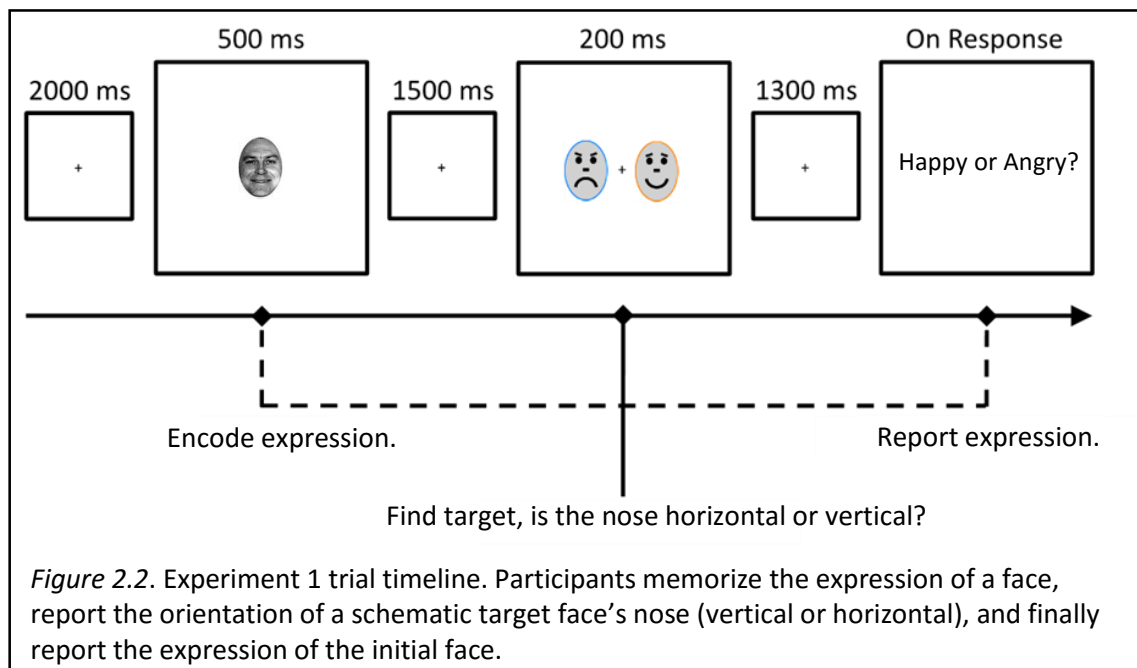 500 ms
200 ms
On Response
2000 ms
1500 ms
1300 ms
Happy or Angry?
Encode expression.
Report expression.
Find target, is the nose horizontal or vertical?
Figure 2.2. Experiment 1 trial timeline. Participants memorize the expression of a face,
report the orientation of a schematic target face’s nose (vertical or horizontal), and finally
report the expression of the initial face.